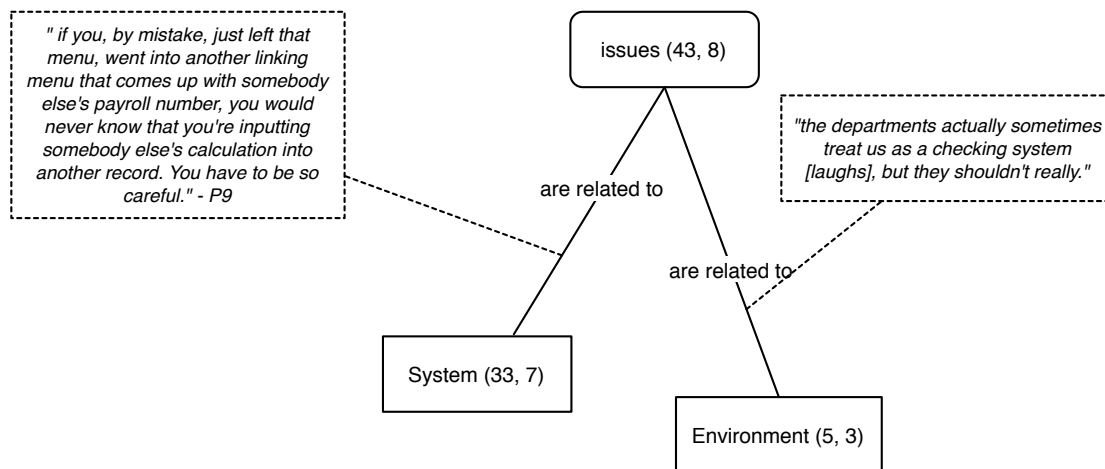 " if you, by mistake, just left that
menu, went into another linking
menu that comes up with somebody
else's payroll number, you would
never know that you're inputting
somebody else's calculation into
another record. You have to be so
careful." - P9
issues (43, 8)
"the departments actually sometimes
treat us as a checking system
[laughs], but they shouldn't really."
are related to
are related to
System (33, 7)
Environment (5, 3)